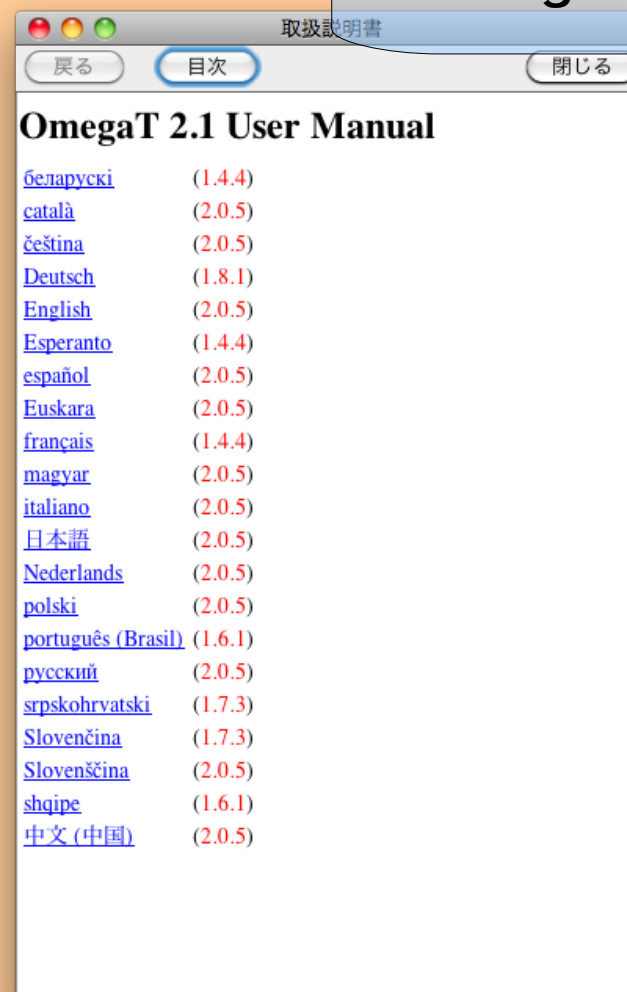 取扱説明書
戻る 目次 閉じる
OmegaT 2.1 User Manual
беларускі (1.4.4)
català (2.0.5)
čeština (2.0.5)
Deutsch (1.8.1)
English (2.0.5)
Esperanto (1.4.4)
español (2.0.5)
Euskara (2.0.5)
français (1.4.4)
magyar (2.0.5)
italiano (2.0.5)
日本語 (2.0.5)
Nederlands (2.0.5)
polski (2.0.5)
português (Brasil) (1.6.1)
русский (2.0.5)
srpskohrvatski (1.7.3)
Slovenčina (1.7.3)
Slovenščina (2.0.5)
shqipe (1.6.1)
中文 (中国) (2.0.5)